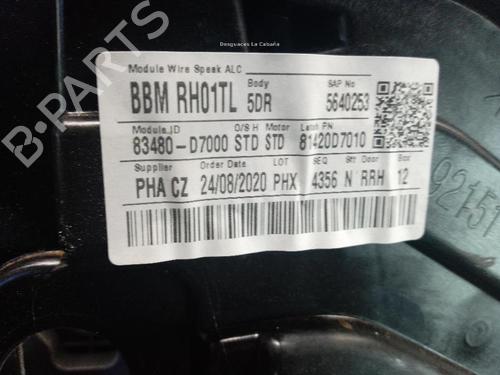 Desguaces La Cabaña
B-PARTS
Module Wire Speak ALC Body SAP No
BBM RH01TL 5DR 5640253
Module ID O/S H Motor Latch PN
83480-D7000 STD STD 81420D7010
Supplier Order Date LOT SEQ Stt Door Box
PHA CZ 24/08/2020 PHX 4356 N RRH 12
92151